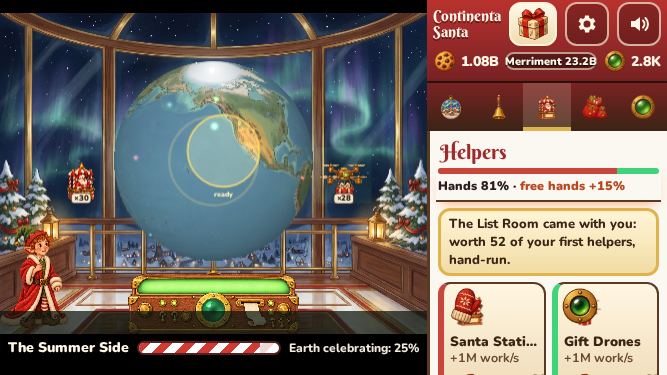 Continenta
Santa
1.08B
Merriment 23.2B
2.8K
Helpers
Hands 81% · free hands +15%
The List Room came with you:
worth 52 of your first helpers,
hand-run.
Santa Stati...
+1M work/s
Gift Drones
+1M work/s
×30
×28
ready
The Summer Side
Earth celebrating: 25%